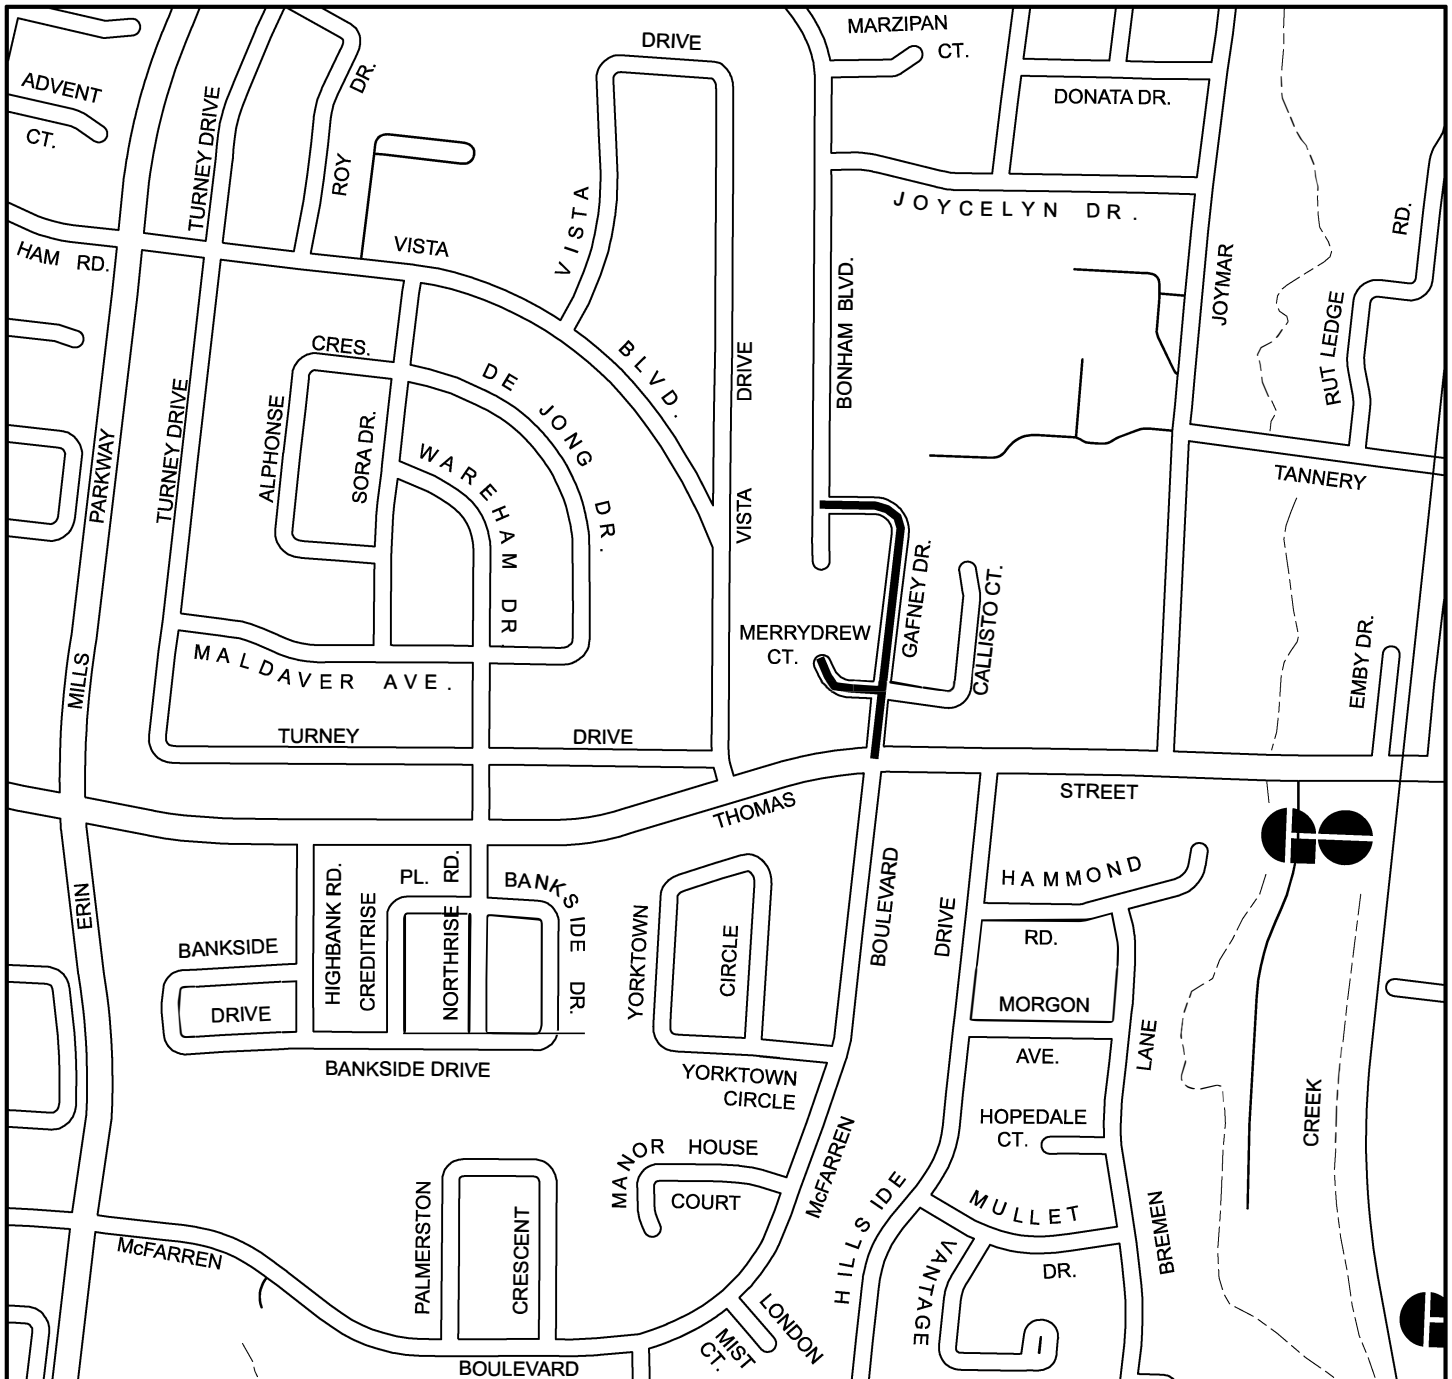 DRIVE
MARZIPAN
CT.
ADVENT
CT.
TURNEY DRIVE
DR.
ROY
DONATA DR.
JOYCELYN DR.
RD.
HAM RD.
VISTA
VISTA
BONHAM BLVD.
JOYMAR
RUT LEDGE
CRES.
DE JONG DR.
BLVD.
DRIVE
ALPHONSE
SORA DR.
TURNEY DRIVE
PARKWAY
WAREHAM DR.
VISTA
TANNERY
GAFNEY DR.
CALLISTO CT.
MERRYDREW
CT.
EMBY DR.
MILLS
MALDAVER AVE.
TURNEY
DRIVE
THOMAS
STREET
ERIN
HIGHBANK RD.
CREDITRISE
PL.
RD.
NORTHRISE
BANKSIDE DR.
BANKSIDE
DRIVE
BANKSIDE DRIVE
YORKTOWN
CIRCLE
YORKTOWN
CIRCLE
BOULEVARD
DRIVE
HAMMOND
RD.
MORGON
AVE.
LANE
HOPEDALE
CT.
CREEK
MANOR HOUSE
COURT
McFARREN
HILLSIDE
MULLET
DR.
BREMEN
VANTAGE
McFARREN
PALMERSTON
CRESCENT
LONDON
MIST
CT.
BOULEVARD